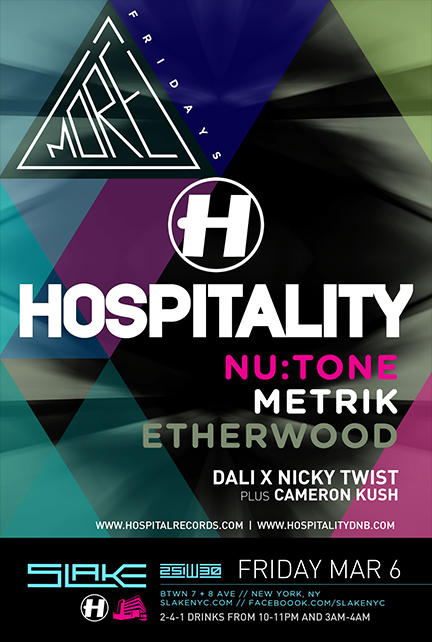 MORE
FRIDAYS
H
HOSPITALITY
NU:TONE
METRIK
ETHERWOOD
DALI X NICKY TWIST
PLUS CAMERON KUSH
WWW.HOSPITALRECORDS.COM | WWW.HOSPITALITYDNB.COM
SLAKE 251W30 FRIDAY MAR 6
BTWN 7 + 8 AVE // NEW YORK, NY
H SLAKENYC.COM // FACEBOOOK.COM/SLAKENYC
2-4-1 DRINKS FROM 10-11PM AND 3AM-4AM